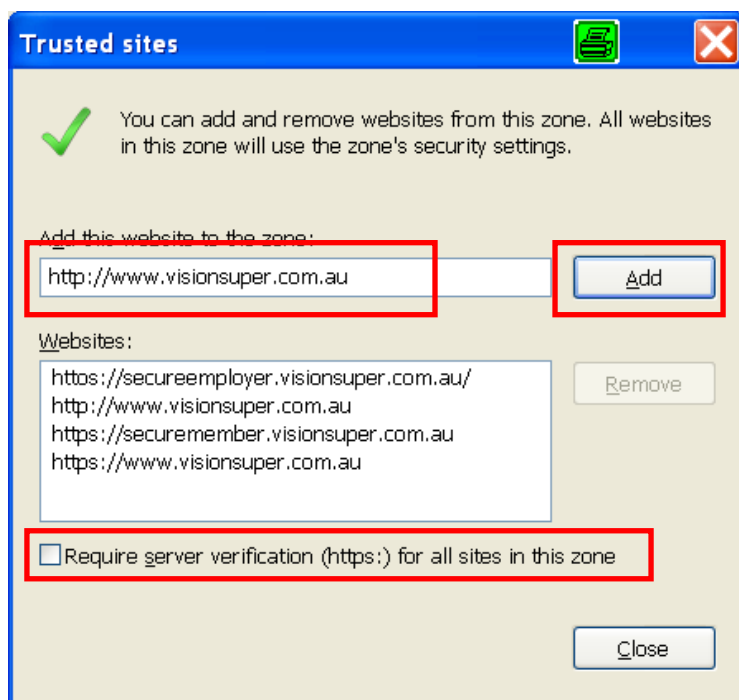 Trusted sites
You can add and remove websites from this zone. All websites
in this zone will use the zone's security settings.
Add this website to the zone:
http://www.visionsuper.com.au
Add
Websites:
httos://secureemployer.visionsuper.com.au/
http://www.visionsuper.com.au
https://securemember.visionsuper.com.au
https://www.visionsuper.com.au
Remove
Require server verification (https:) for all sites in this zone
Close